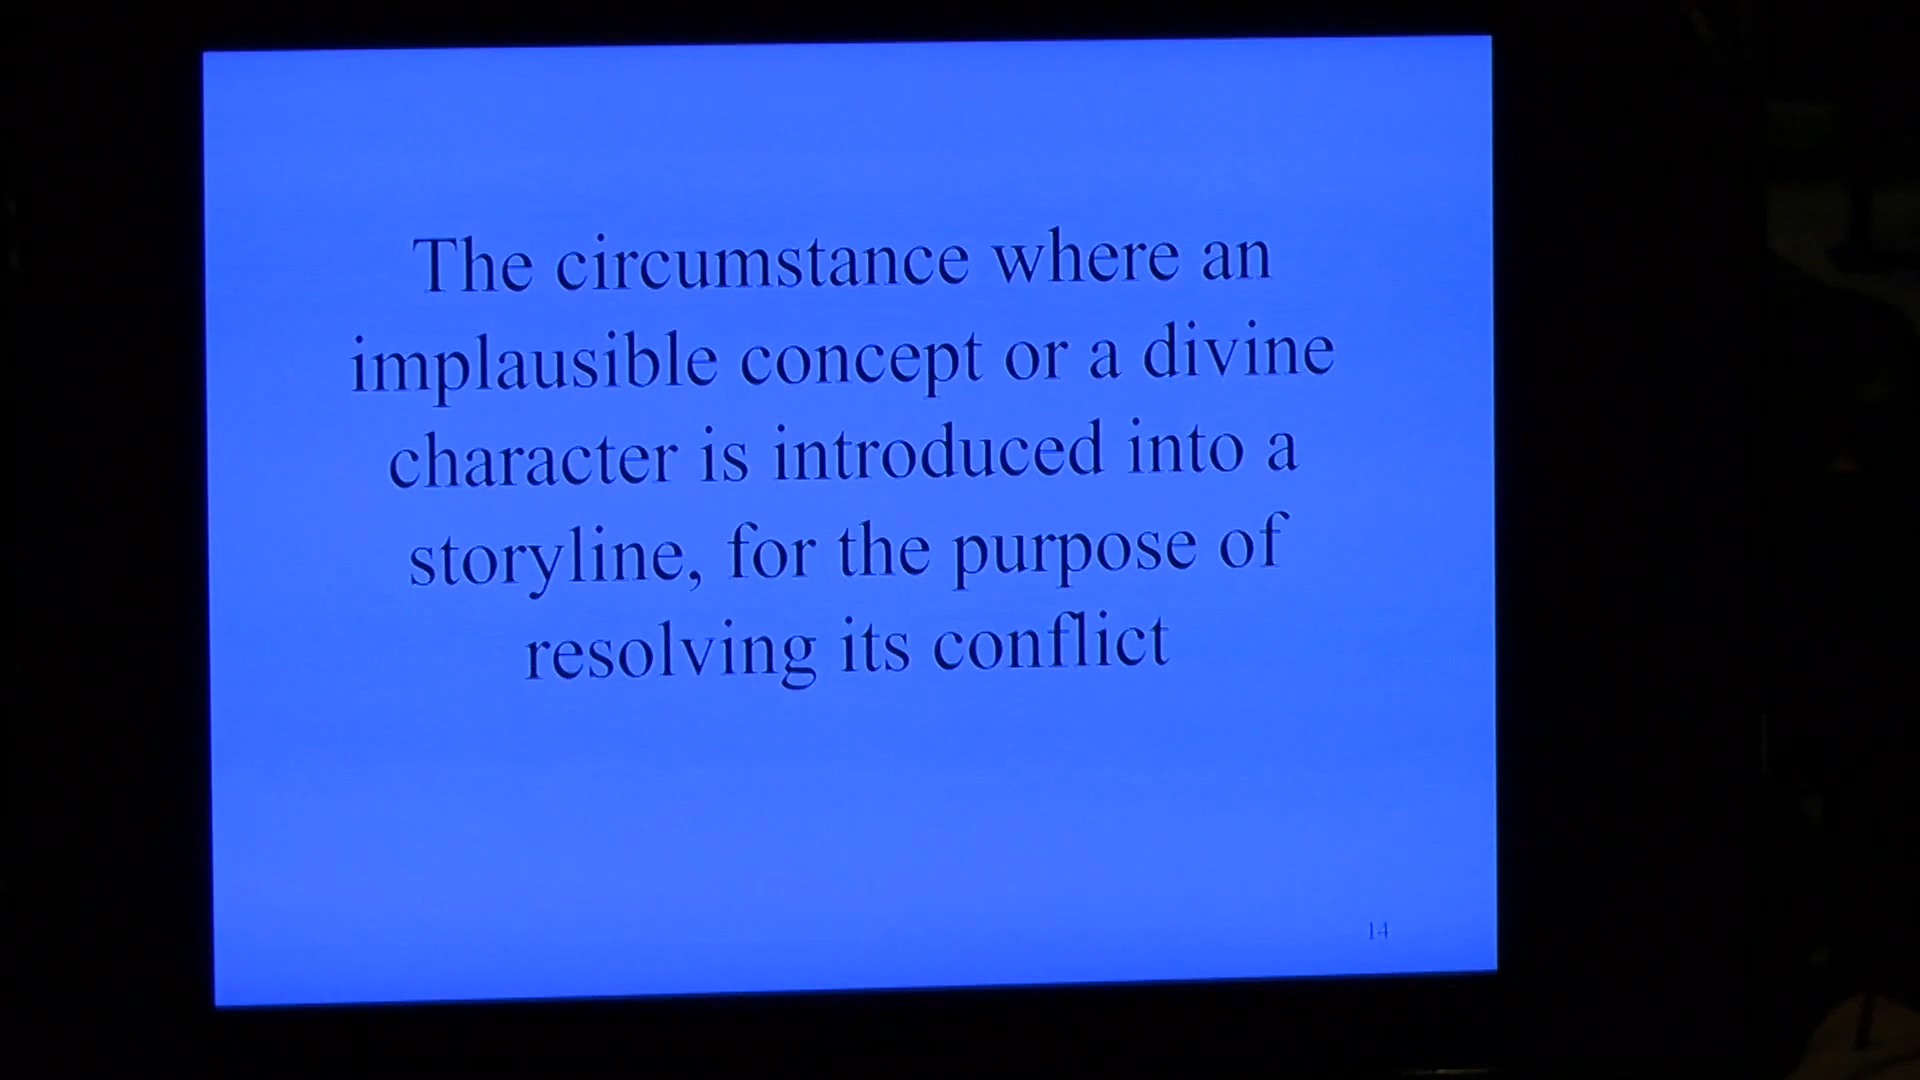 The circumstance where an
implausible concept or a divine
character is introduced into a
storyline, for the purpose of
resolving its conflict
14